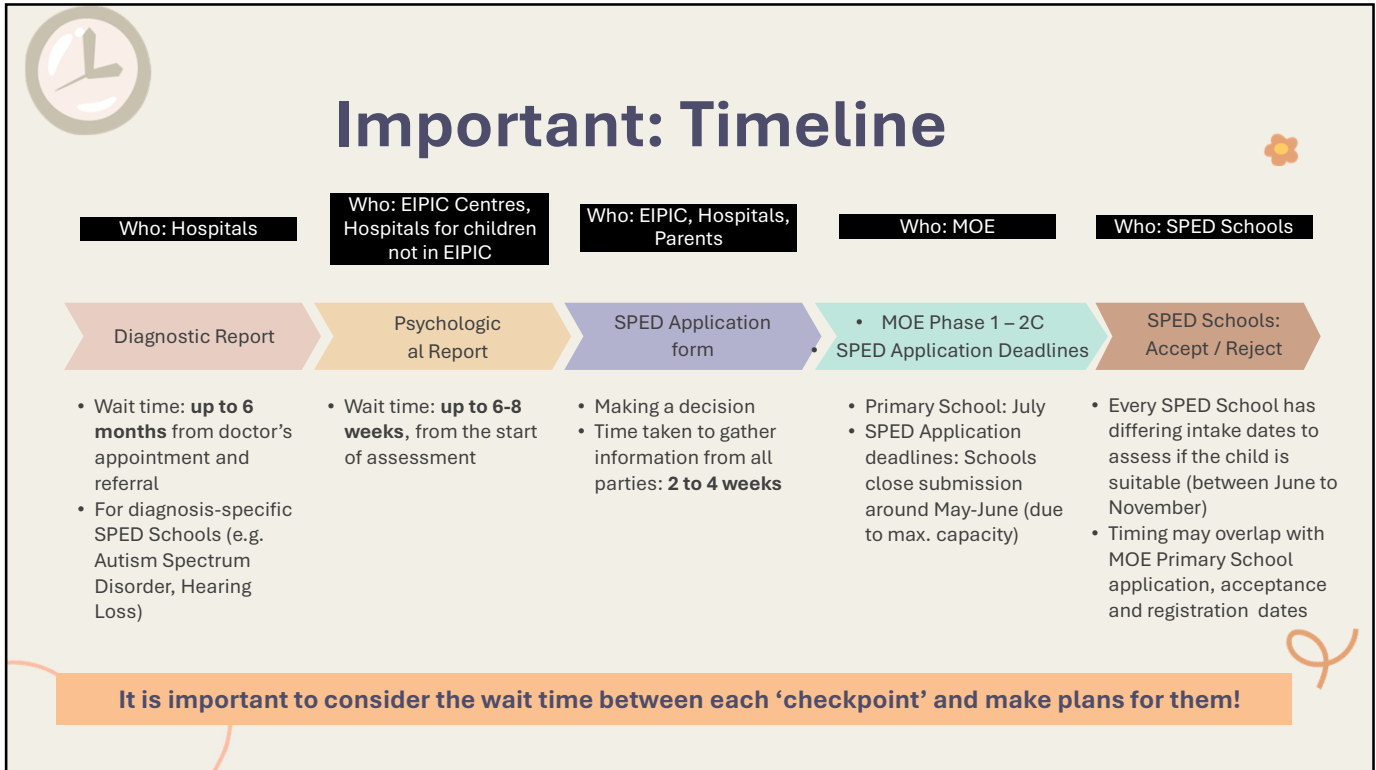 Important: Timeline
Who: Hospitals
Who: EIPIC Centres,
Hospitals for children
not in EIPIC
Who: EIPIC, Hospitals,
Parents
Who: MOE
Who: SPED Schools
Diagnostic Report
Psychologic
al Report
SPED Application
form
• MOE Phase 1 – 2C
• SPED Application Deadlines
SPED Schools:
Accept / Reject
• Wait time: up to 6
months from doctor’s
appointment and
referral
• For diagnosis-specific
SPED Schools (e.g.
Autism Spectrum
Disorder, Hearing
Loss)
• Wait time: up to 6-8
weeks, from the start
of assessment
• Making a decision
• Time taken to gather
information from all
parties: 2 to 4 weeks
• Primary School: July
• SPED Application
deadlines: Schools
close submission
around May-June (due
to max. capacity)
• Every SPED School has
differing intake dates to
assess if the child is
suitable (between June to
November)
• Timing may overlap with
MOE Primary School
application, acceptance
and registration dates
It is important to consider the wait time between each ‘checkpoint’ and make plans for them!